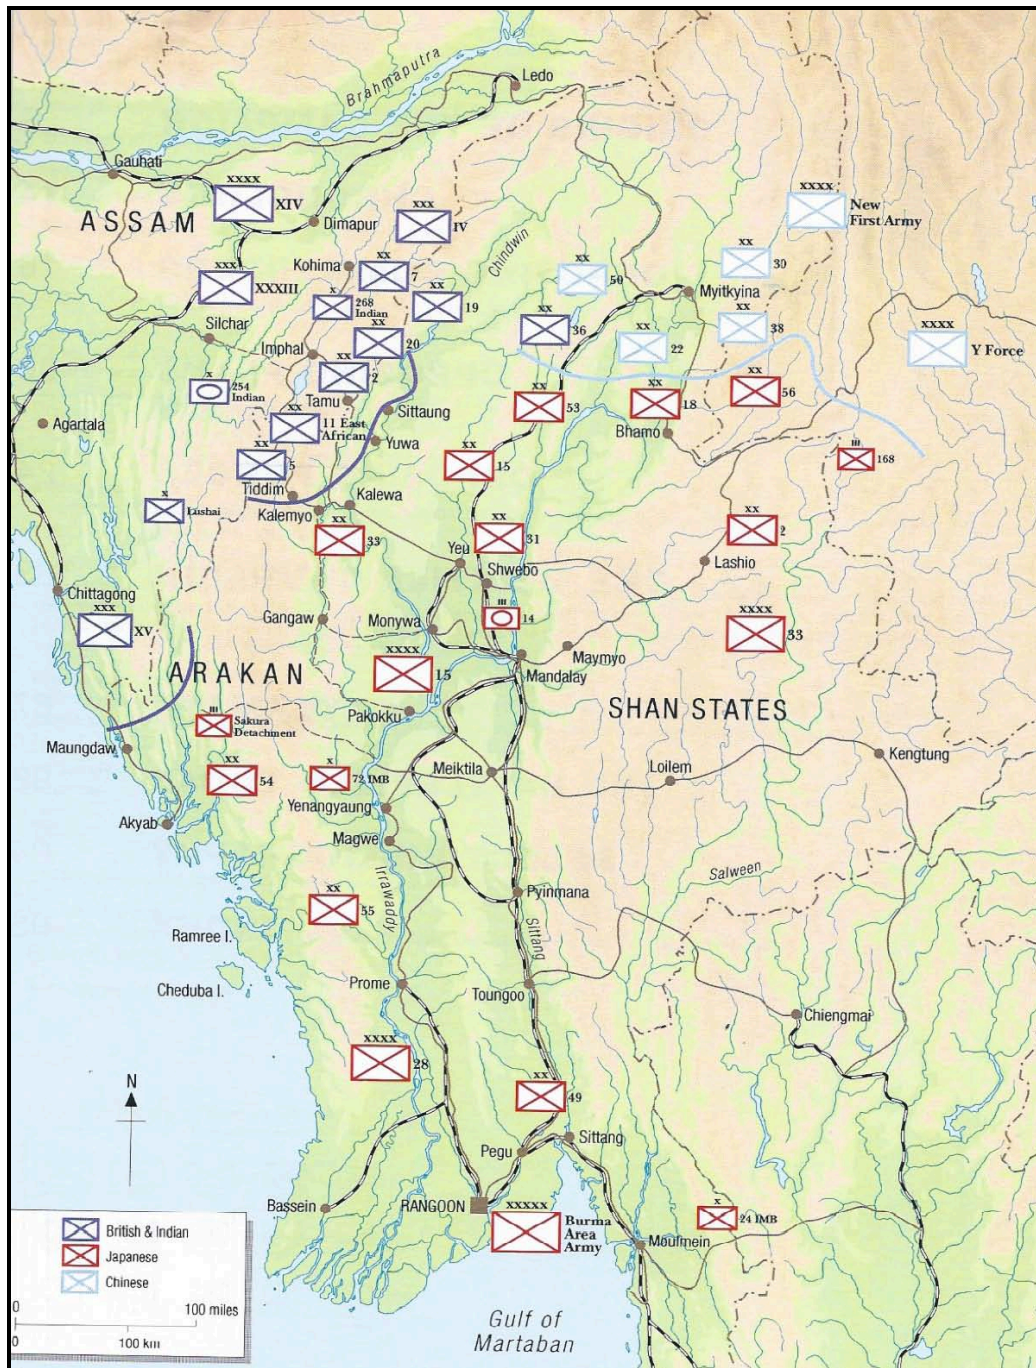 Ledo
Brahmaputra
Gauhati
xxxx
XIV
ASSAM
Dimapur
xxx
IV
xxxx
New
First Army
Chindwin
Kohima
xx
7
xxx
XXXIII
x
268
Indian
xx
19
xx
50
xx
30
Myitkyina
Silchar
xx
20
xx
36
xx
22
xx
38
xxxx
Y Force
Imphal
xx
2
x
254
Indian
Tamu
Sittaung
xx
53
xx
18
xx
56
Agartala
xx
11 East
African
Yuwa
Bhamo
xx
5
xx
15
III
168
Tiddim
Kalewa
Kalemyo
x
Lushai
xx
33
xx
31
xx
2
Yeu
Lashio
Shwebo
Chittagong
xxx
XV
Gangaw
Monywa
III
14
xxxx
33
Maymyo
Mandalay
ARAKAN
xxxx
15
SHAN STATES
Pakokku
III
Sakura
Detachment
Maungdaw
xx
54
x
72 IMB
Meiktila
Loilem
Kengtung
Yenangyaung
Akyab
Magwe
Irrawaddy
Salween
xx
55
Pyinmana
Sittang
Ramree I.
Cheduba I.
Prome
Toungoo
Chiengmai
xxxx
28
N
xx
49
Sittang
Pegu
Bassein
RANGOON
xxxxx
Burma
Area
Army
x
24 IMB
Moulmein
British & Indian
Japanese
Chinese
0
100 miles
0
100 km
Gulf of
Martaban